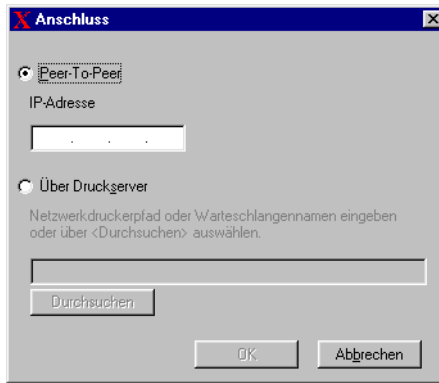 Anschluss
Peer-To-Peer
IP-Adresse
. . .
Über Druckserver
Netzwerkdruckerpfad oder Warteschlangennamen eingeben
oder über <Durchsuchen> auswählen.
Durchsuchen
OK
Abbrechen